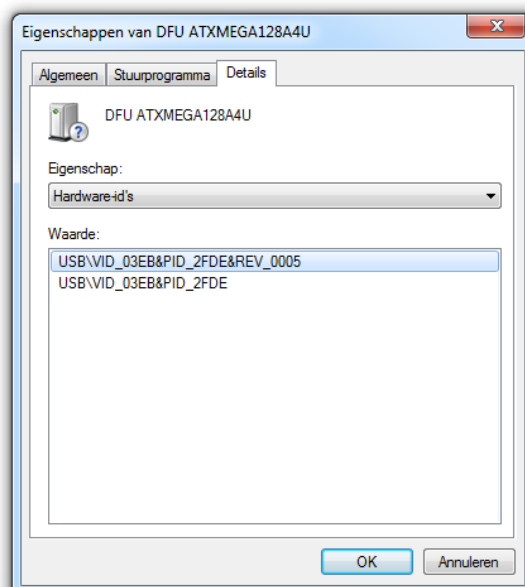 Eigenschappen van DFU ATXMEGA128A4U
Algemeen Stuurprogramma Details
DFU ATXMEGA128A4U
Eigenschap:
Hardware-id's
Waarde:
USB\VID_03EB&PID_2FDE&REV_0005
USB\VID_03EB&PID_2FDE
OK Annuleren